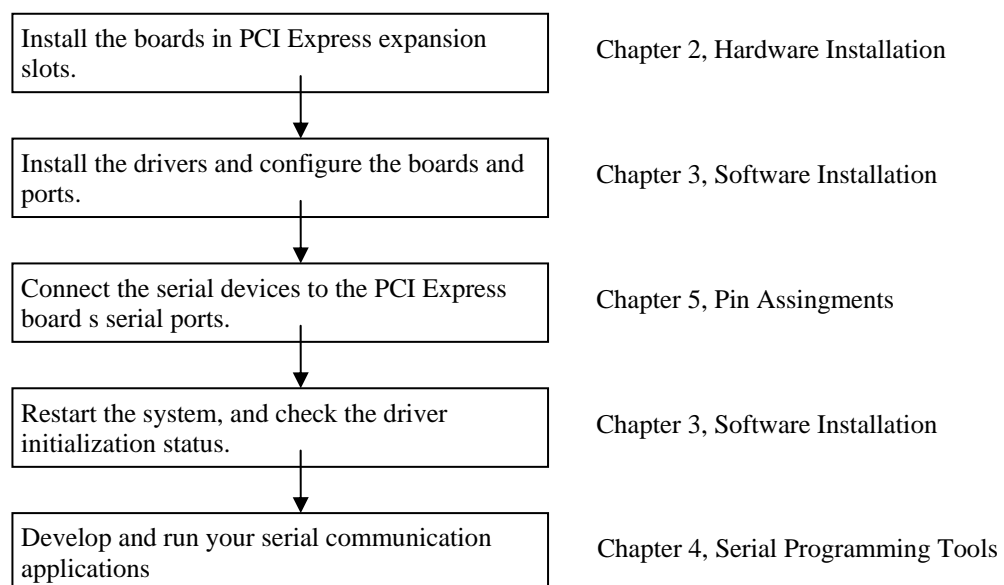 Install the boards in PCI Express expansion
slots.
Chapter 2, Hardware Installation
Install the drivers and configure the boards and
ports.
Chapter 3, Software Installation
Connect the serial devices to the PCI Express
board s serial ports.
Chapter 5, Pin Assingments
Restart the system, and check the driver
initialization status.
Chapter 3, Software Installation
Develop and run your serial communication
applications
Chapter 4, Serial Programming Tools